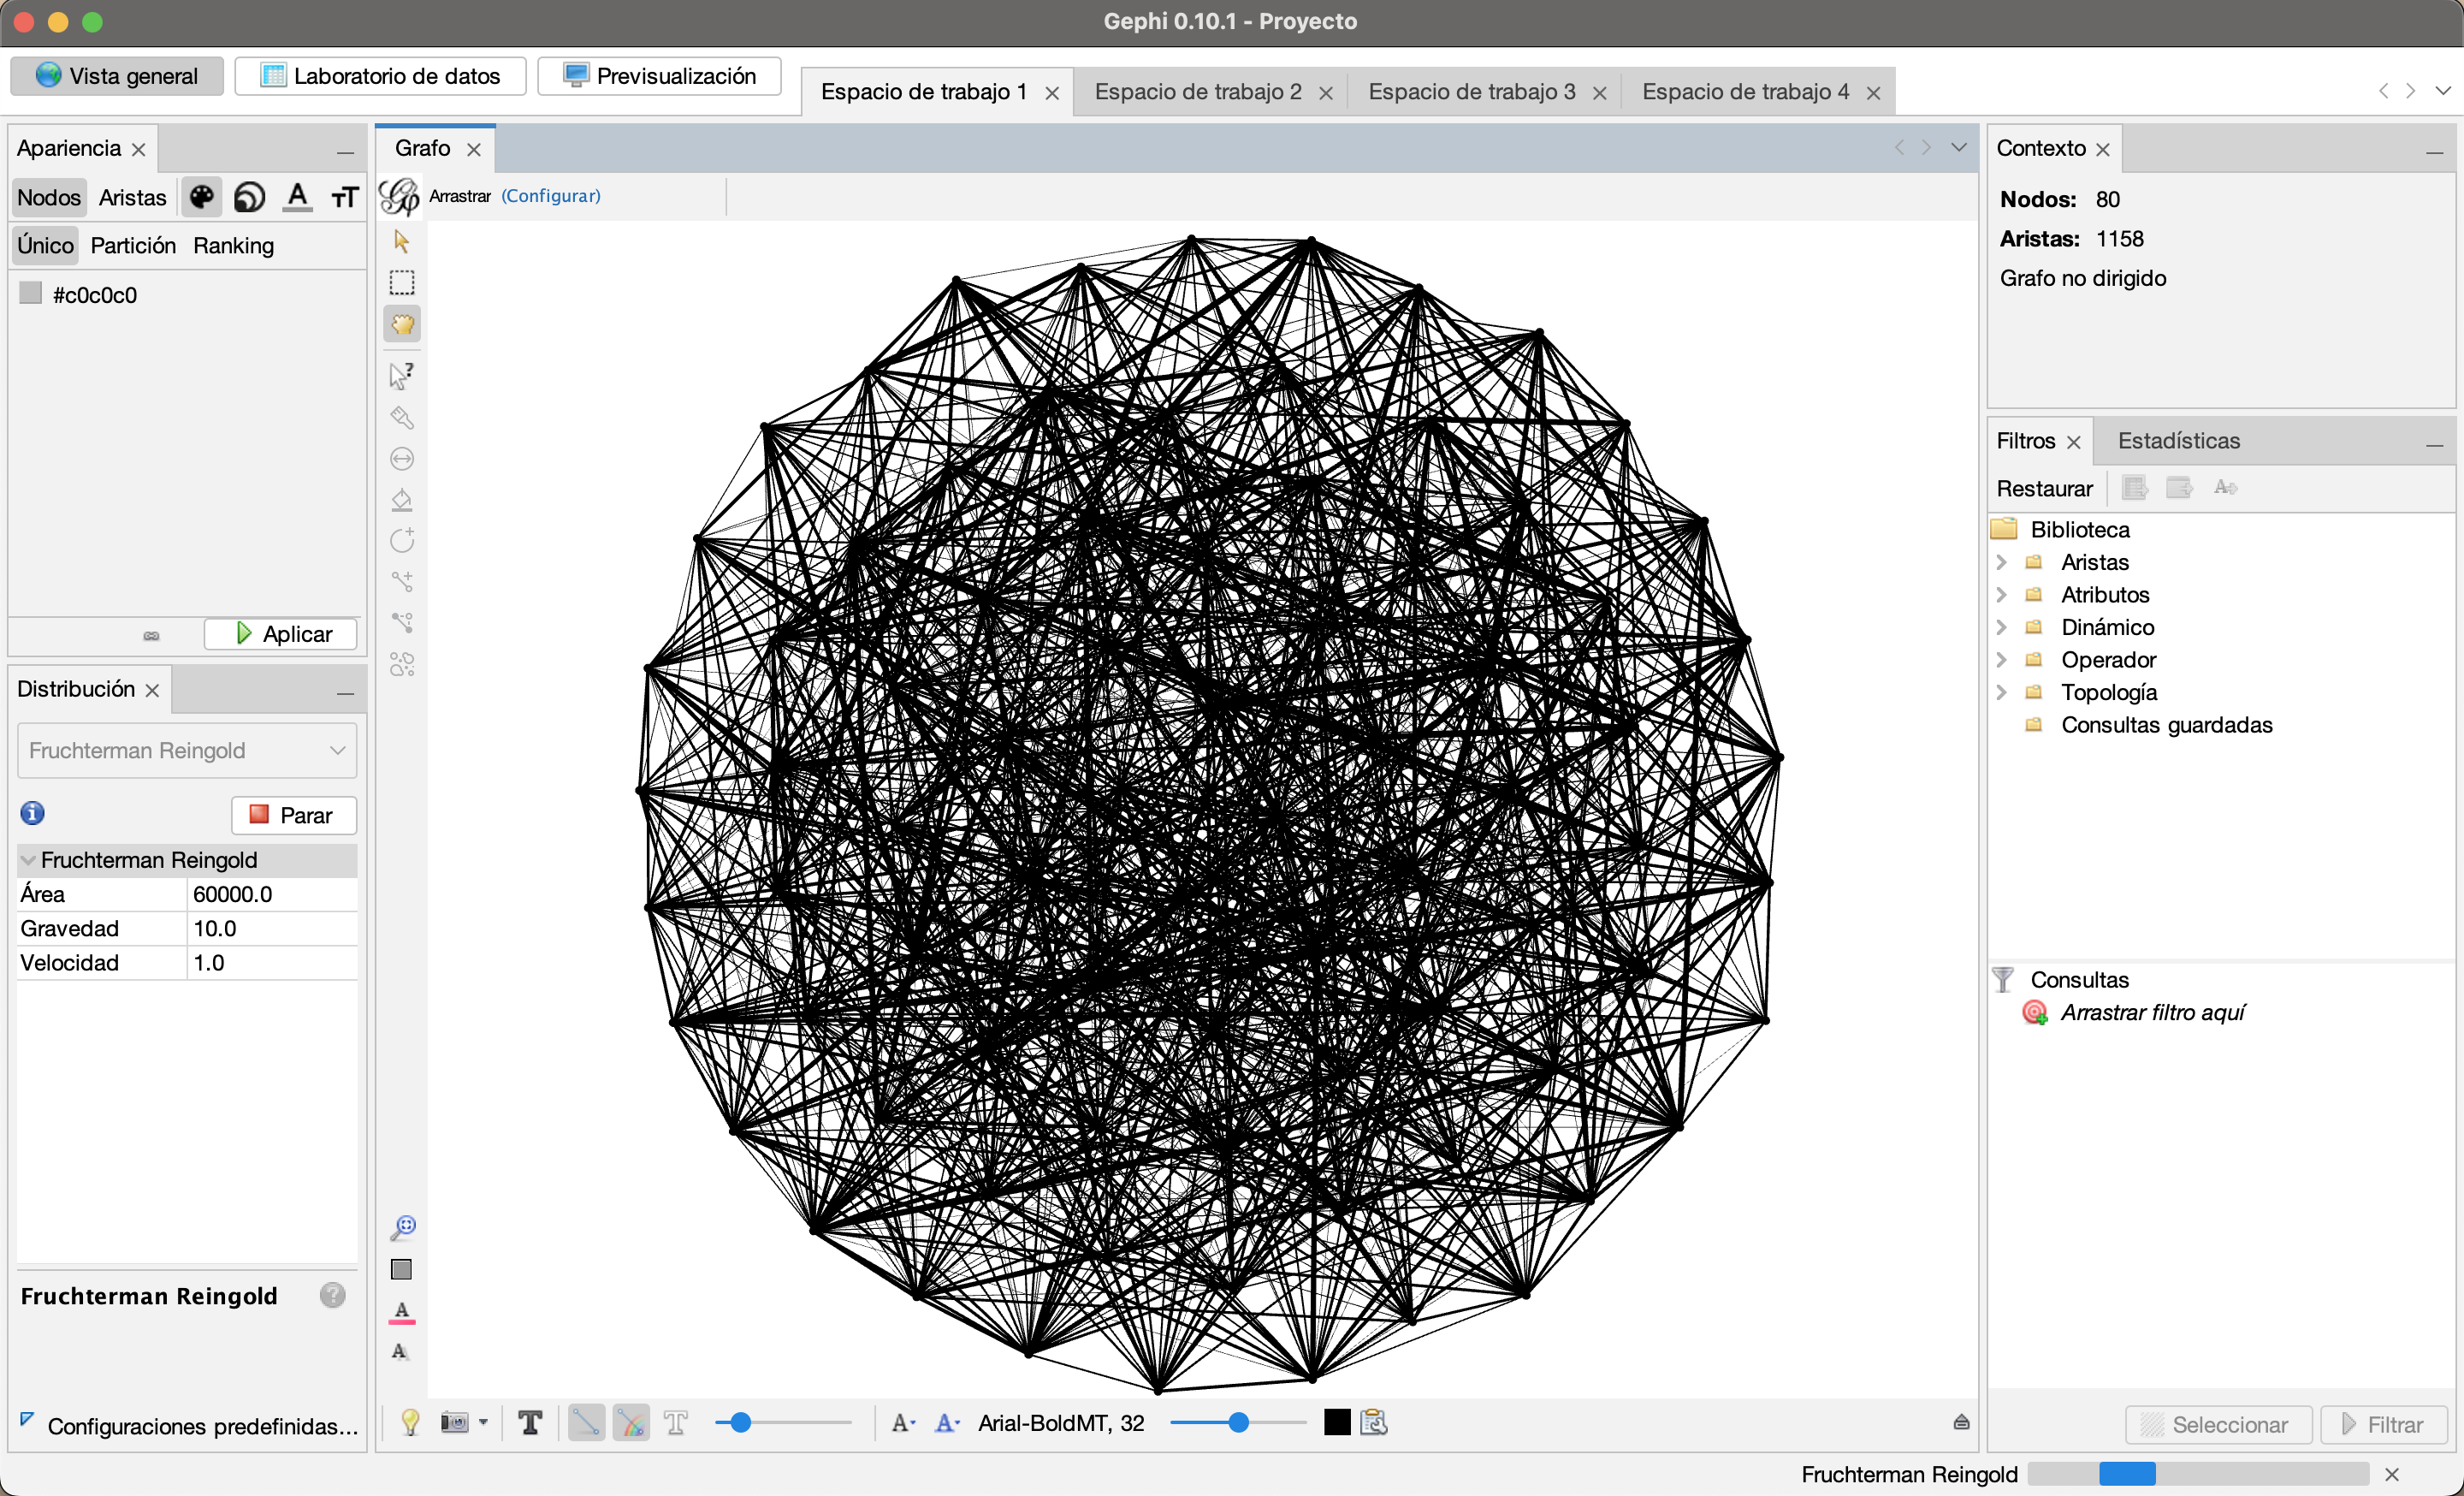 Gephi 0.10.1 - Proyecto
Vista general
Laboratorio de datos
Previsualización
Espacio de trabajo 1
Espacio de trabajo 2
Espacio de trabajo 3
Espacio de trabajo 4
Apariencia
Nodos Aristas
Único Partición Ranking
#c0c0c0
Aplicar
Distribución
Fruchterman Reingold
Parar
Fruchterman Reingold
Área 60000.0
Gravedad 10.0
Velocidad 1.0
Fruchterman Reingold
Configuraciones predefinidas...
Grafo
Arrastrar (Configurar)
Arial-BoldMT, 32
Contexto
Nodos: 80
Aristas: 1158
Grafo no dirigido
Filtros Estadísticas
Restaurar
Biblioteca
Aristas
Atributos
Dinámico
Operador
Topología
Consultas guardadas
Consultas
Arrastrar filtro aquí
Seleccionar Filtrar
Fruchterman Reingold